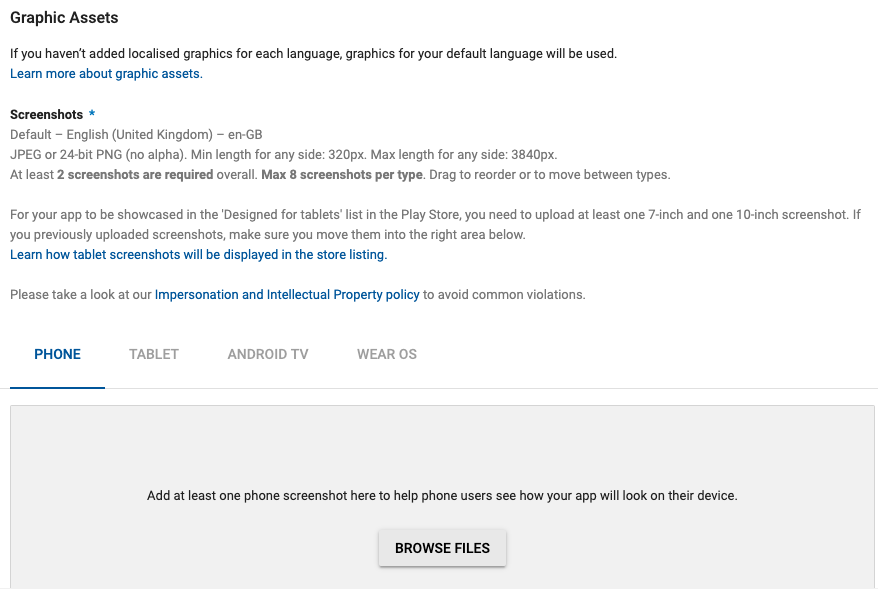 Graphic Assets
If you haven't added localised graphics for each language, graphics for your default language will be used.
Learn more about graphic assets.
Screenshots *
Default – English (United Kingdom) – en-GB
JPEG or 24-bit PNG (no alpha). Min length for any side: 320px. Max length for any side: 3840px.
At least 2 screenshots are required overall. Max 8 screenshots per type. Drag to reorder or to move between types.
For your app to be showcased in the 'Designed for tablets' list in the Play Store, you need to upload at least one 7-inch and one 10-inch screenshot. If
you previously uploaded screenshots, make sure you move them into the right area below.
Learn how tablet screenshots will be displayed in the store listing.
Please take a look at our Impersonation and Intellectual Property policy to avoid common violations.
PHONE TABLET ANDROID TV WEAR OS
Add at least one phone screenshot here to help phone users see how your app will look on their device.
BROWSE FILES